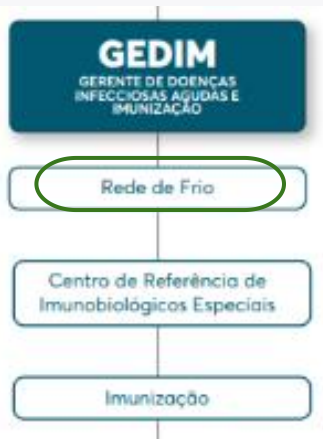 GEDIM
GERENTE DE DOENÇAS
INFECCIOSAS AGUDAS E
IMUNIZAÇÃO
Rede de Frio
Centro de Referência de
Imunobiológicos Especiais
Imunização